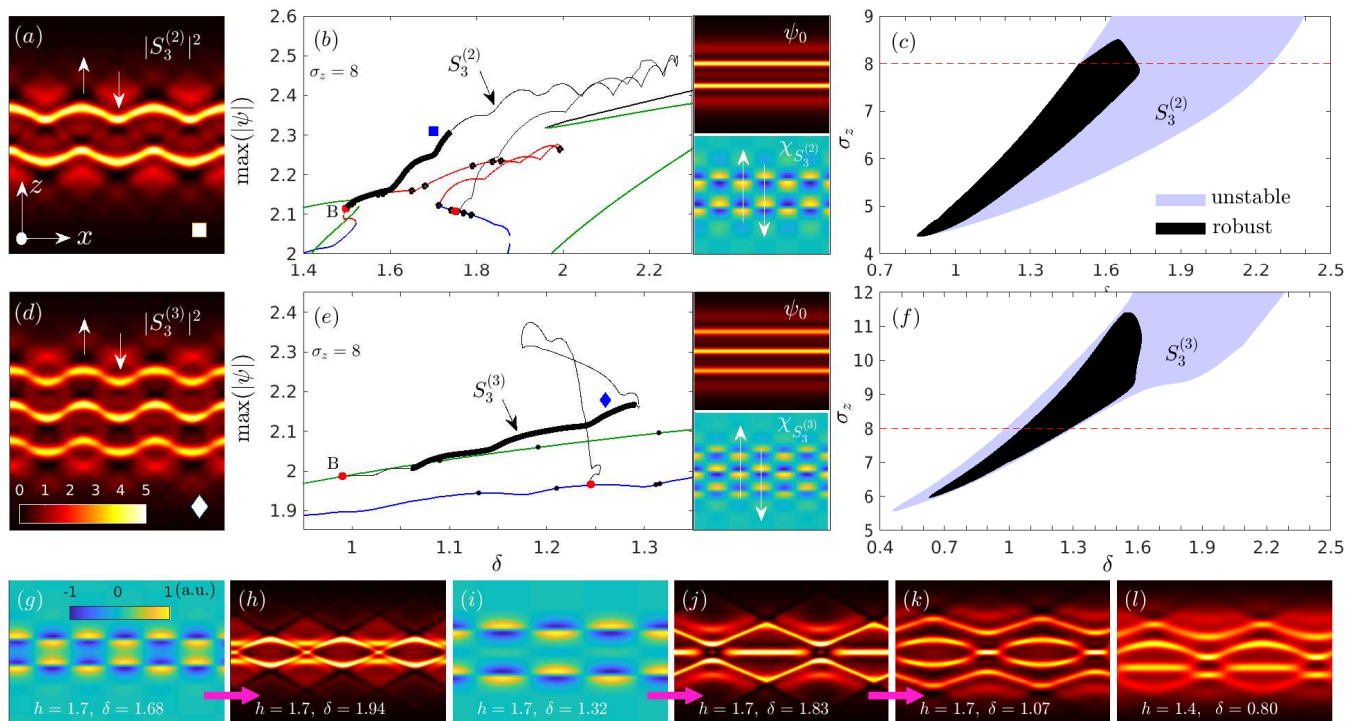 (a)
|S₃⁽²⁾|²
z
x
(b)
σ_z = 8
S₃⁽²⁾
B
max(|ψ|)
2.6
2.5
2.4
2.3
2.2
2.1
2
1.4 1.6 1.8 2 2.2
ψ₀
χ_S₃⁽²⁾
(c)
S₃⁽²⁾
unstable
robust
σ_z
9
8
7
6
5
4
0.7 1 1.3 1.6 1.9 2.2 2.5
(d)
|S₃⁽³⁾|²
0 1 2 3 4 5
(e)
σ_z = 8
S₃⁽³⁾
B
max(|ψ|)
2.4
2.3
2.2
2.1
2
1.9
1 1.1 1.2 1.3
δ
ψ₀
χ_S₃⁽³⁾
(f)
S₃⁽³⁾
σ_z
12
11
10
9
8
7
6
5
0.4 0.7 1 1.3 1.6 1.9 2.2 2.5
δ
(g)
-1 0 1 (a.u.)
h = 1.7, δ = 1.68
(h)
h = 1.7, δ = 1.94
(i)
h = 1.7, δ = 1.32
(j)
h = 1.7, δ = 1.83
(k)
h = 1.7, δ = 1.07
(l)
h = 1.4, δ = 0.80